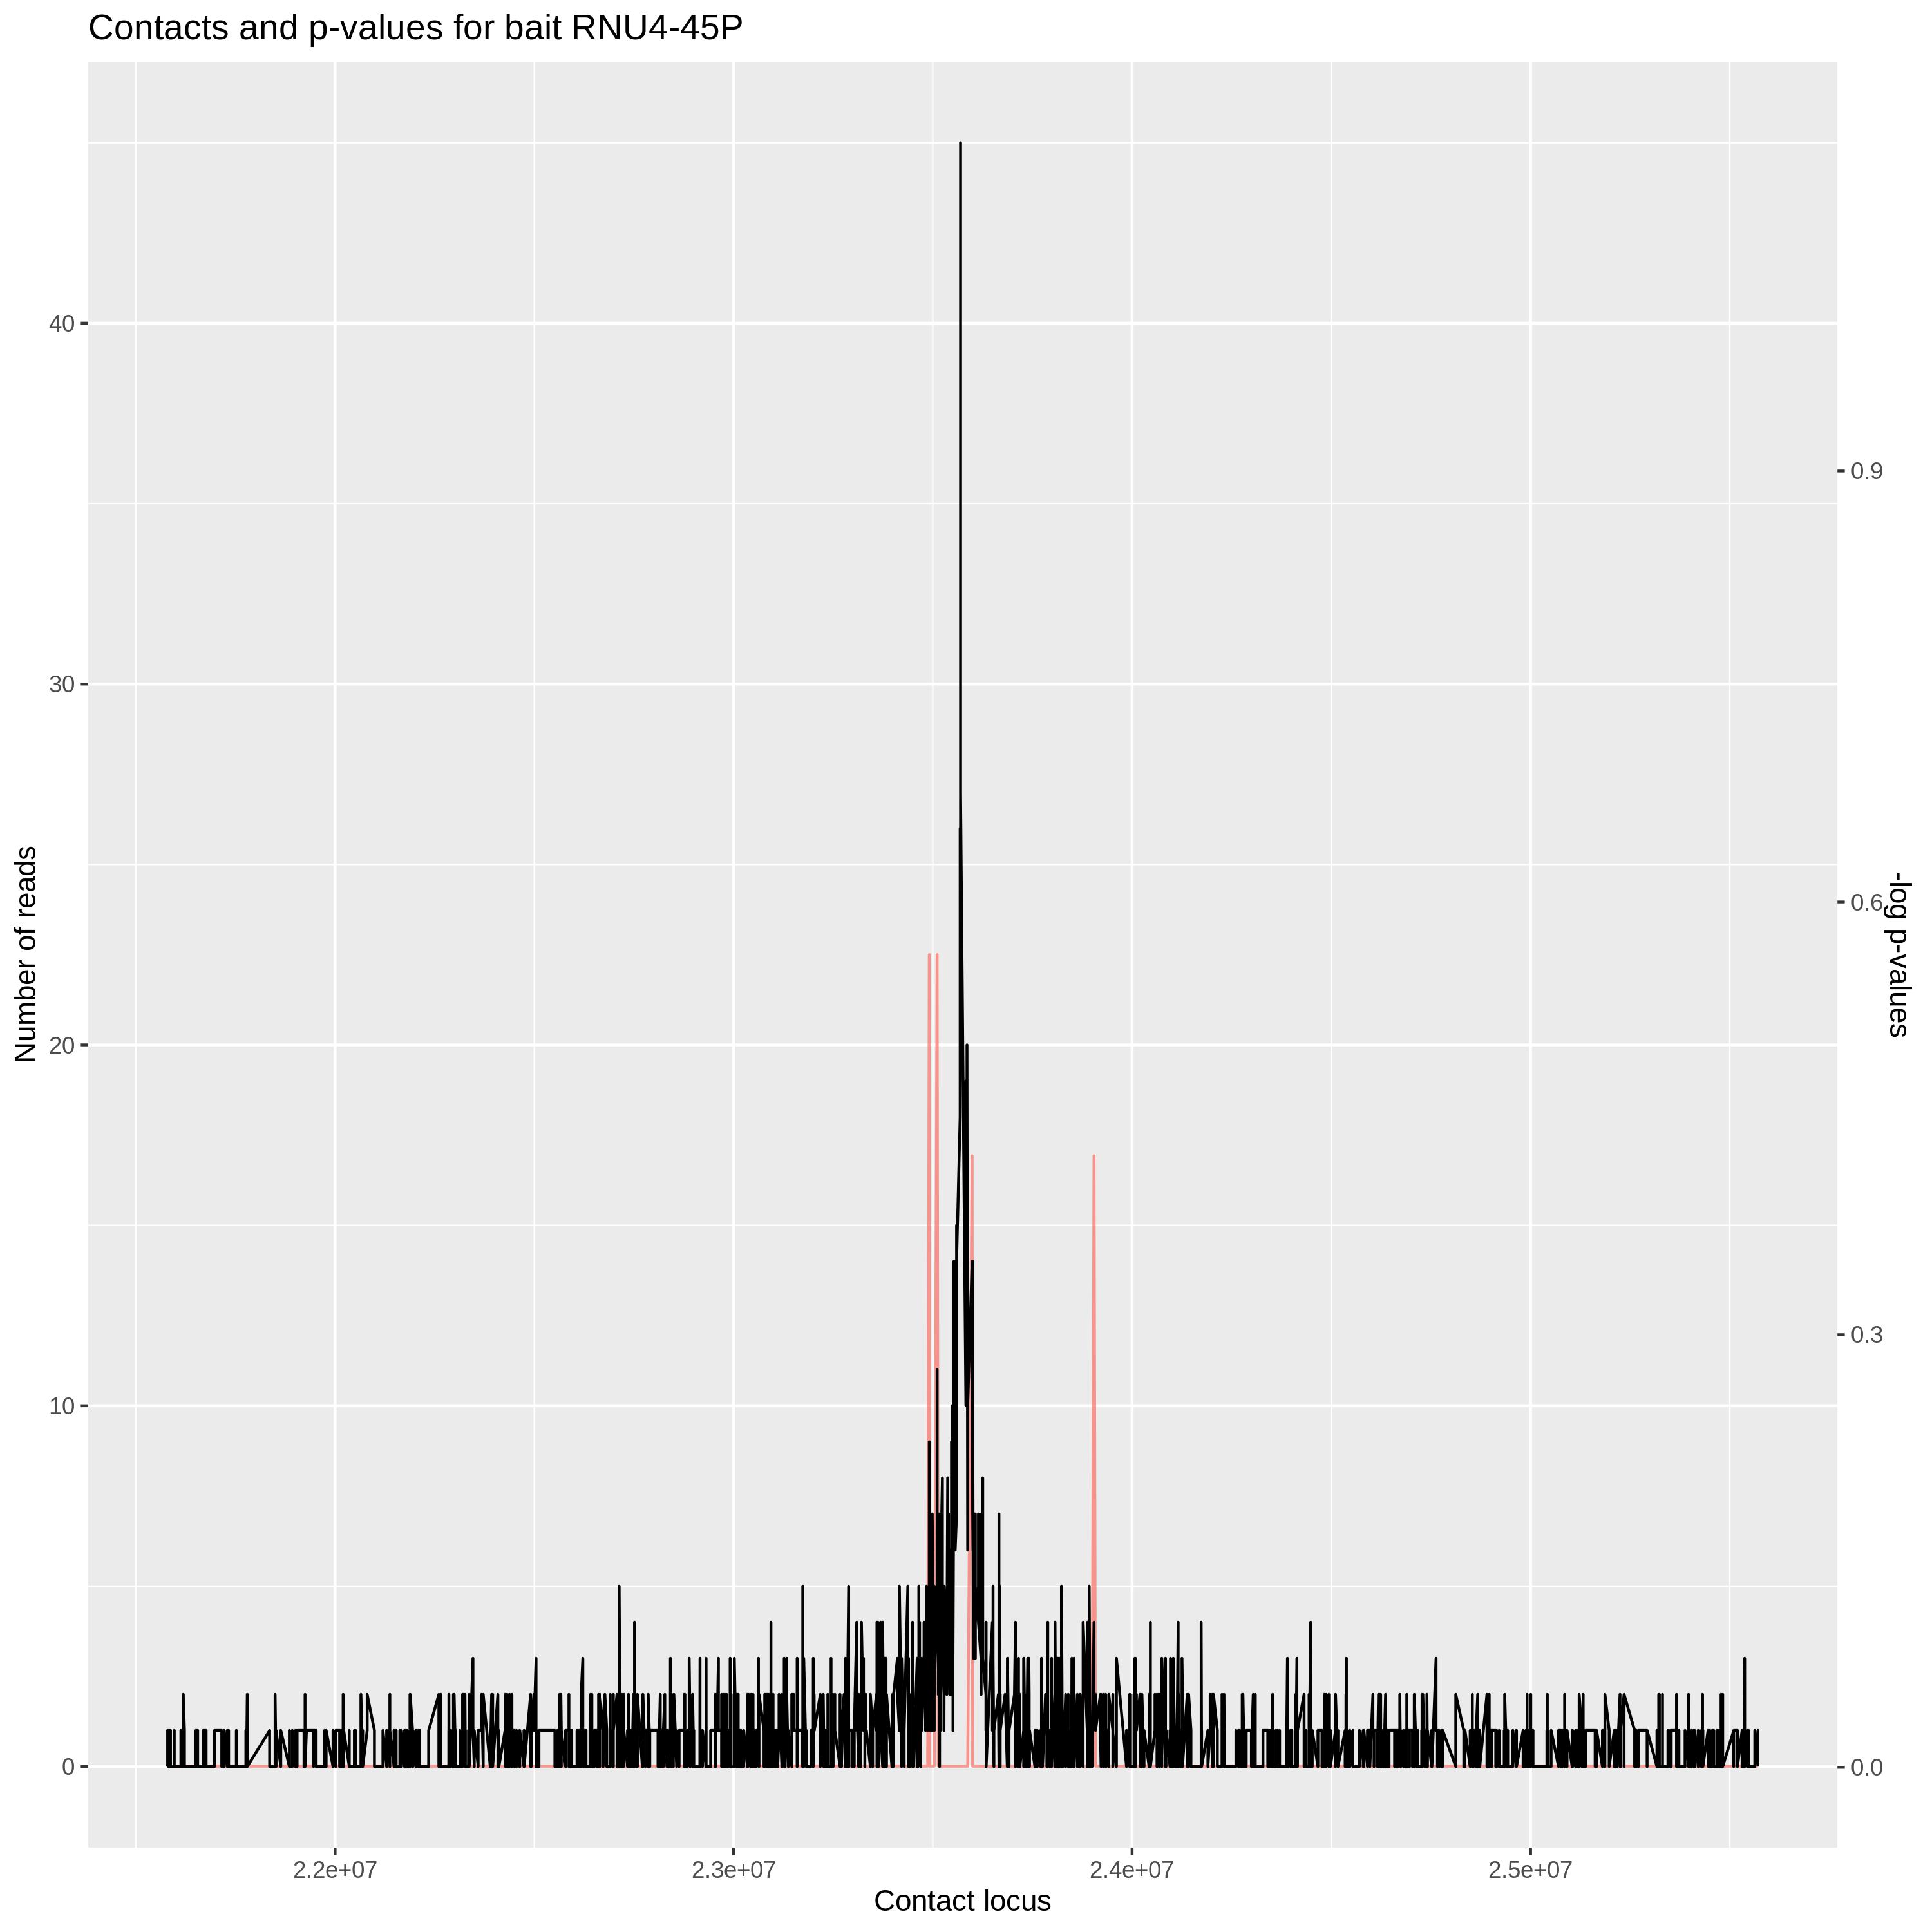 Contacts and p-values for bait RNU4-45P
Number of reads
40
30
20
10
0
0.9
0.6
0.3
0.0
-log p-values
2.2e+07
2.3e+07
2.4e+07
2.5e+07
Contact locus